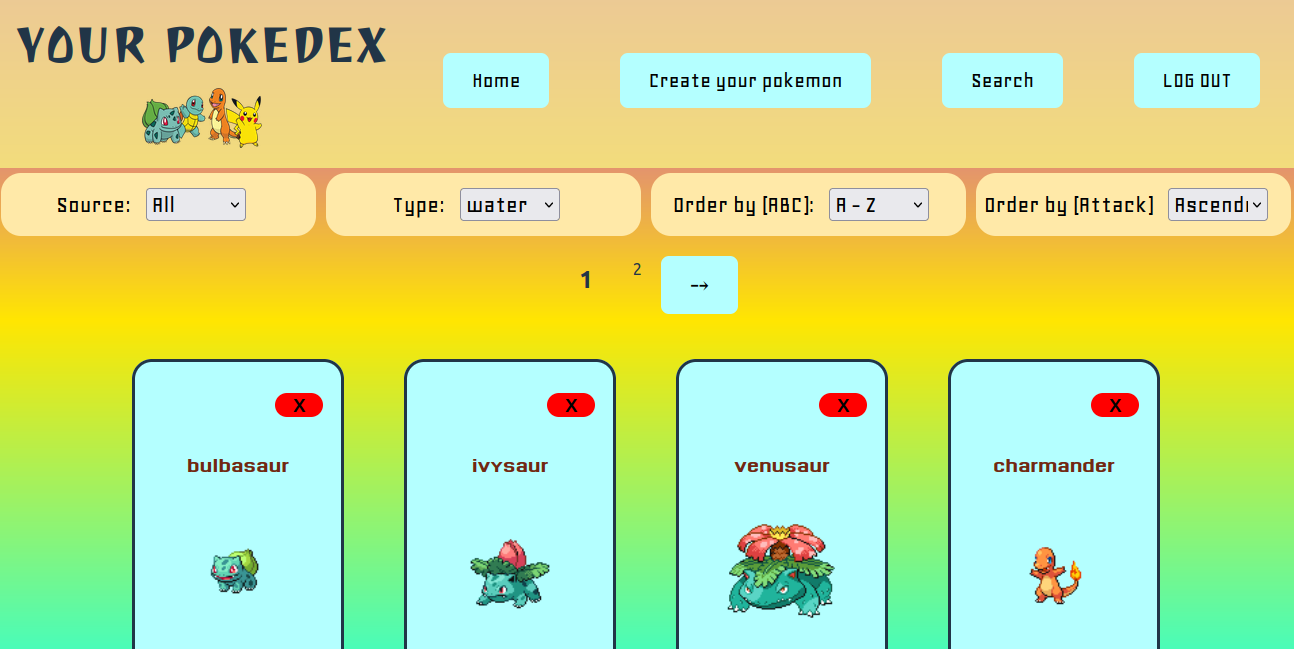 YOUR POKEDEX
Home
Create your pokemon
Search
LOG OUT
Source: All
Type: water
Order by [ABC]: A - Z
Order by [Attack] Ascendi
1 2 →
X X X X
bulbasaur ivysaur venusaur charmander